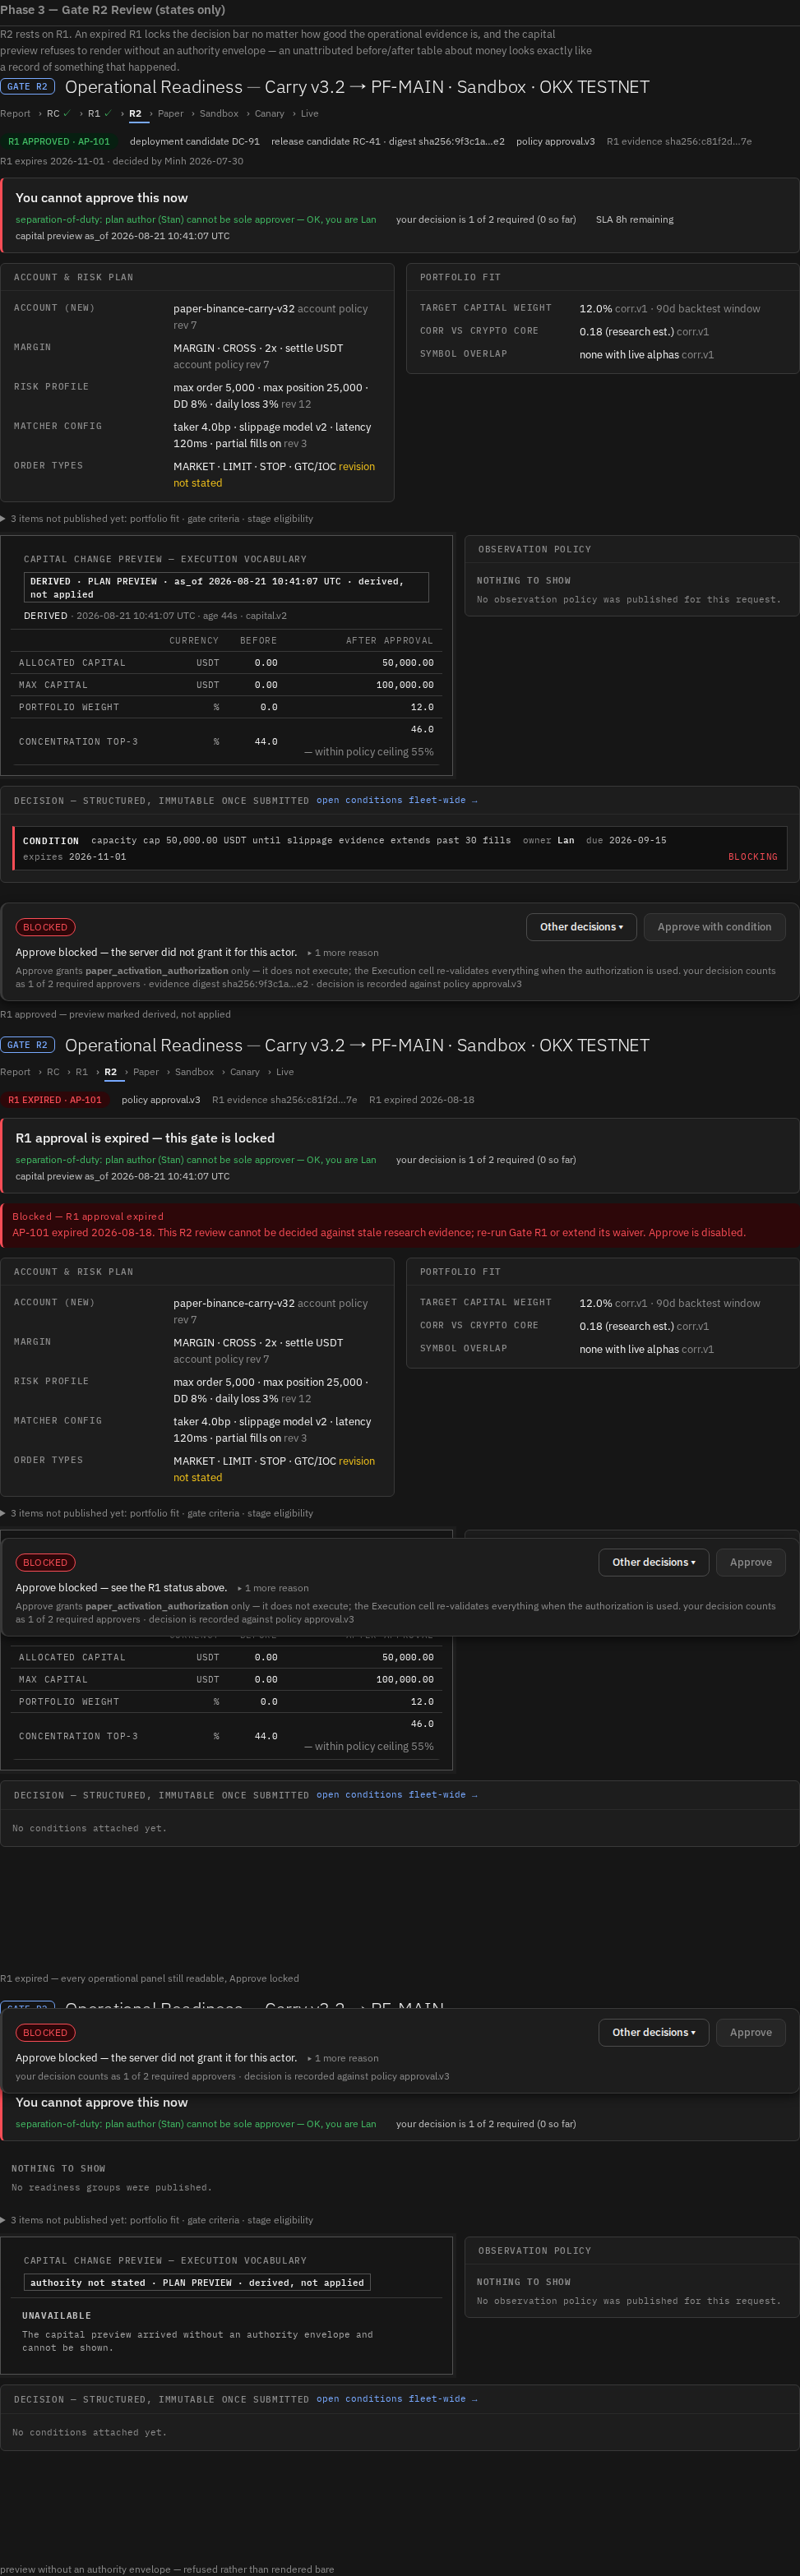 Phase 3 — Gate R2 Review (states only)
R2 rests on R1. An expired R1 locks the decision bar no matter how good the operational evidence is, and the capital
preview refuses to render without an authority envelope — an unattributed before/after table about money looks exactly like
a record of something that happened.
GATE R2 Operational Readiness — Carry v3.2 → PF-MAIN · Sandbox · OKX TESTNET
Report › RC ✓ › R1 ✓ › R2 › Paper › Sandbox › Canary › Live
R1 APPROVED · AP-101 deployment candidate DC-91 release candidate RC-41 · digest sha256:9f3c1a…e2 policy approval.v3 R1 evidence sha256:c81f2d…7e
R1 expires 2026-11-01 · decided by Minh 2026-07-30
You cannot approve this now
separation-of-duty: plan author (Stan) cannot be sole approver — OK, you are Lan your decision is 1 of 2 required (0 so far) SLA 8h remaining
capital preview as_of 2026-08-21 10:41:07 UTC
ACCOUNT & RISK PLAN
ACCOUNT (NEW) paper-binance-carry-v32 account policy
rev 7
MARGIN MARGIN · CROSS · 2x · settle USDT
account policy rev 7
RISK PROFILE max order 5,000 · max position 25,000 ·
DD 8% · daily loss 3% rev 12
MATCHER CONFIG taker 4.0bp · slippage model v2 · latency
120ms · partial fills on rev 3
ORDER TYPES MARKET · LIMIT · STOP · GTC/IOC revision
not stated
PORTFOLIO FIT
TARGET CAPITAL WEIGHT 12.0% corr.v1 · 90d backtest window
CORR VS CRYPTO CORE 0.18 (research est.) corr.v1
SYMBOL OVERLAP none with live alphas corr.v1
▶ 3 items not published yet: portfolio fit · gate criteria · stage eligibility
CAPITAL CHANGE PREVIEW — EXECUTION VOCABULARY
DERIVED · PLAN PREVIEW · as_of 2026-08-21 10:41:07 UTC · derived,
not applied
DERIVED · 2026-08-21 10:41:07 UTC · age 44s · capital.v2
CURRENCY BEFORE AFTER APPROVAL
ALLOCATED CAPITAL USDT 0.00 50,000.00
MAX CAPITAL USDT 0.00 100,000.00
PORTFOLIO WEIGHT % 0.0 12.0
CONCENTRATION TOP-3 % 44.0 46.0
— within policy ceiling 55%
OBSERVATION POLICY
NOTHING TO SHOW
No observation policy was published for this request.
DECISION — STRUCTURED, IMMUTABLE ONCE SUBMITTED open conditions fleet-wide →
CONDITION capacity cap 50,000.00 USDT until slippage evidence extends past 30 fills owner Lan due 2026-09-15
expires 2026-11-01 BLOCKING
BLOCKED Other decisions ▾ Approve with condition
Approve blocked — the server did not grant it for this actor. ▸ 1 more reason
Approve grants paper_activation_authorization only — it does not execute; the Execution cell re-validates everything when the authorization is used. your decision counts
as 1 of 2 required approvers · evidence digest sha256:9f3c1a…e2 · decision is recorded against policy approval.v3
R1 approved — preview marked derived, not applied
GATE R2 Operational Readiness — Carry v3.2 → PF-MAIN · Sandbox · OKX TESTNET
Report › RC › R1 › R2 › Paper › Sandbox › Canary › Live
R1 EXPIRED · AP-101 policy approval.v3 R1 evidence sha256:c81f2d…7e R1 expired 2026-08-18
R1 approval is expired — this gate is locked
separation-of-duty: plan author (Stan) cannot be sole approver — OK, you are Lan your decision is 1 of 2 required (0 so far)
capital preview as_of 2026-08-21 10:41:07 UTC
Blocked — R1 approval expired
AP-101 expired 2026-08-18. This R2 review cannot be decided against stale research evidence; re-run Gate R1 or extend its waiver. Approve is disabled.
ACCOUNT & RISK PLAN
ACCOUNT (NEW) paper-binance-carry-v32 account policy
rev 7
MARGIN MARGIN · CROSS · 2x · settle USDT
account policy rev 7
RISK PROFILE max order 5,000 · max position 25,000 ·
DD 8% · daily loss 3% rev 12
MATCHER CONFIG taker 4.0bp · slippage model v2 · latency
120ms · partial fills on rev 3
ORDER TYPES MARKET · LIMIT · STOP · GTC/IOC revision
not stated
PORTFOLIO FIT
TARGET CAPITAL WEIGHT 12.0% corr.v1 · 90d backtest window
CORR VS CRYPTO CORE 0.18 (research est.) corr.v1
SYMBOL OVERLAP none with live alphas corr.v1
▶ 3 items not published yet: portfolio fit · gate criteria · stage eligibility
BLOCKED Other decisions ▾ Approve
Approve blocked — see the R1 status above. ▸ 1 more reason
Approve grants paper_activation_authorization only — it does not execute; the Execution cell re-validates everything when the authorization is used. your decision counts
as 1 of 2 required approvers · decision is recorded against policy approval.v3
ALLOCATED CAPITAL USDT 0.00 50,000.00
MAX CAPITAL USDT 0.00 100,000.00
PORTFOLIO WEIGHT % 0.0 12.0
CONCENTRATION TOP-3 % 44.0 46.0
— within policy ceiling 55%
DECISION — STRUCTURED, IMMUTABLE ONCE SUBMITTED open conditions fleet-wide →
No conditions attached yet.
R1 expired — every operational panel still readable, Approve locked
GATE R2 Operational Readiness — Carry v3.2 → PF-MAIN
BLOCKED Other decisions ▾ Approve
Approve blocked — the server did not grant it for this actor. ▸ 1 more reason
your decision counts as 1 of 2 required approvers · decision is recorded against policy approval.v3
You cannot approve this now
separation-of-duty: plan author (Stan) cannot be sole approver — OK, you are Lan your decision is 1 of 2 required (0 so far)
NOTHING TO SHOW
No readiness groups were published.
▶ 3 items not published yet: portfolio fit · gate criteria · stage eligibility
CAPITAL CHANGE PREVIEW — EXECUTION VOCABULARY
authority not stated · PLAN PREVIEW · derived, not applied
UNAVAILABLE
The capital preview arrived without an authority envelope and
cannot be shown.
OBSERVATION POLICY
NOTHING TO SHOW
No observation policy was published for this request.
DECISION — STRUCTURED, IMMUTABLE ONCE SUBMITTED open conditions fleet-wide →
No conditions attached yet.
preview without an authority envelope — refused rather than rendered bare